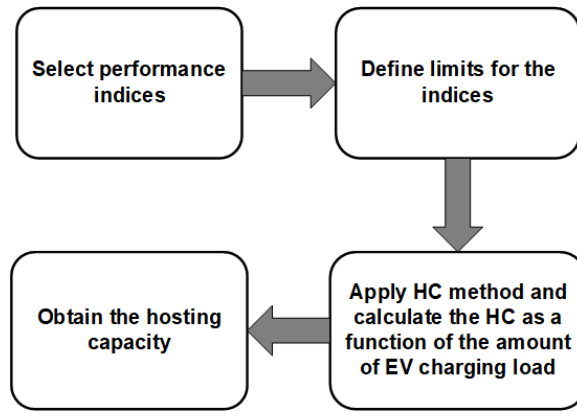 Select performance
indices
Define limits for the
indices
Apply HC method and
calculate the HC as a
function of the amount
of EV charging load
Obtain the hosting
capacity